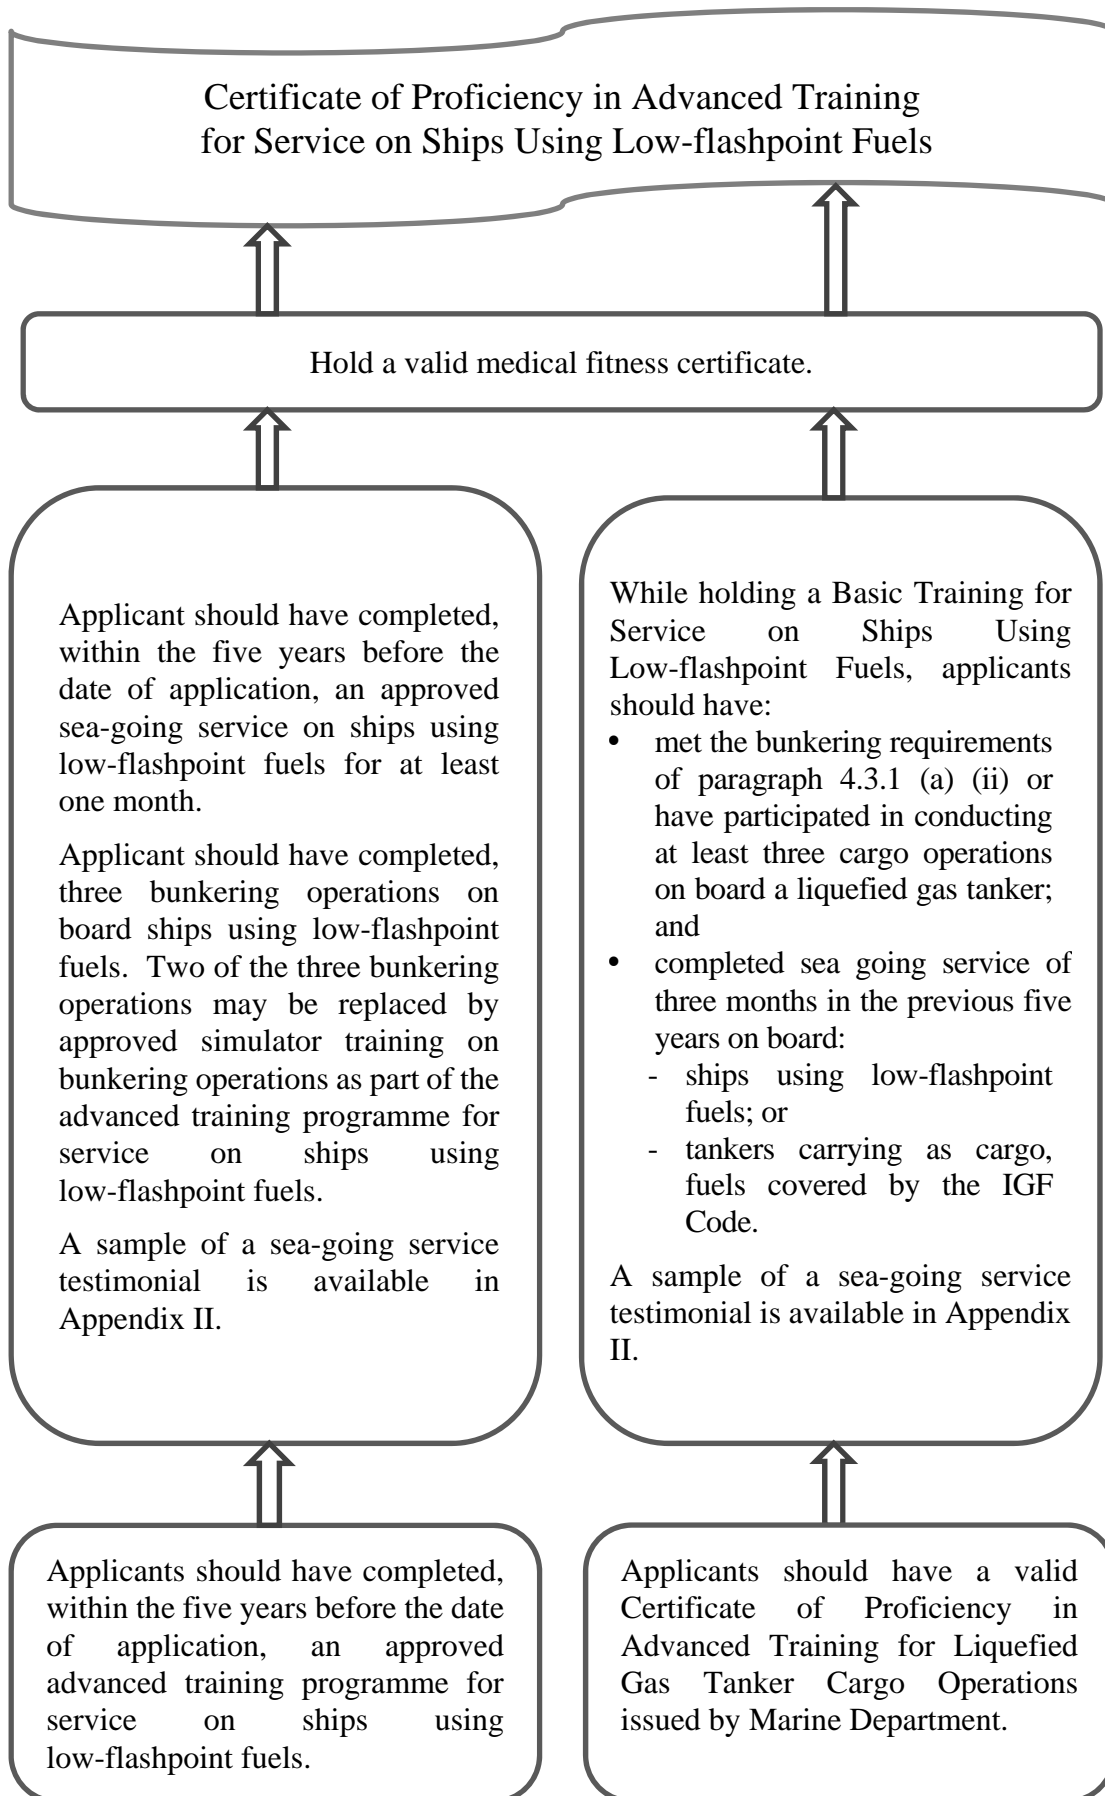 Certificate of Proficiency in Advanced Training
for Service on Ships Using Low-flashpoint Fuels
Hold a valid medical fitness certificate.
Applicant should have completed,
within the five years before the
date of application, an approved
sea-going service on ships using
low-flashpoint fuels for at least
one month.
Applicant should have completed,
three bunkering operations on
board ships using low-flashpoint
fuels. Two of the three bunkering
operations may be replaced by
approved simulator training on
bunkering operations as part of the
advanced training programme for
service on ships using
low-flashpoint fuels.
A sample of a sea-going service
testimonial is available in
Appendix II.
While holding a Basic Training for
Service on Ships Using
Low-flashpoint Fuels, applicants
should have:
• met the bunkering requirements
of paragraph 4.3.1 (a) (ii) or
have participated in conducting
at least three cargo operations
on board a liquefied gas tanker;
and
• completed sea going service of
three months in the previous five
years on board:
- ships using low-flashpoint
fuels; or
- tankers carrying as cargo,
fuels covered by the IGF
Code.
A sample of a sea-going service
testimonial is available in Appendix
II.
Applicants should have completed,
within the five years before the date
of application, an approved
advanced training programme for
service on ships using
low-flashpoint fuels.
Applicants should have a valid
Certificate of Proficiency in
Advanced Training for Liquefied
Gas Tanker Cargo Operations
issued by Marine Department.